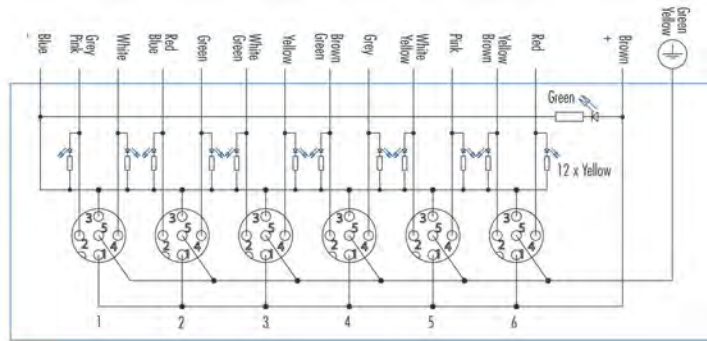 - Blue
Grey
Pink
White
Red
Blue
Green
White
Green
Yellow
Brown
Green
Grey
White
Yellow
Pink
Yellow
Brown
Red
+ Brown
Green
Yellow
Green
12 x Yellow
3 5 2 4 1
3 5 2 4 1
3 5 2 4 1
3 5 2 4 1
3 5 2 4 1
3 5 2 4 1
1 2 3 4 5 6